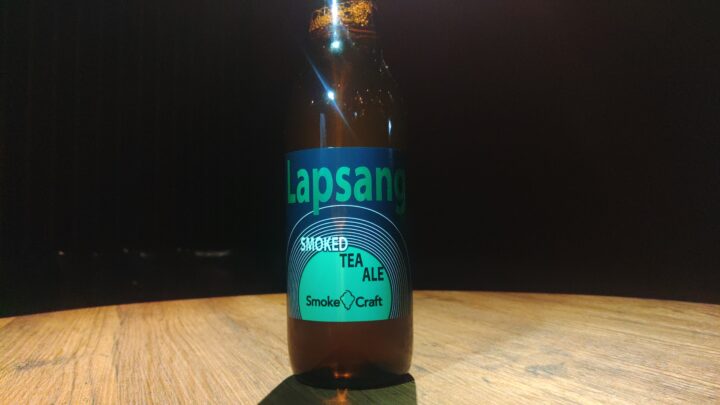 Lapsang
SMOKED
TEA
ALE
Smoke Craft